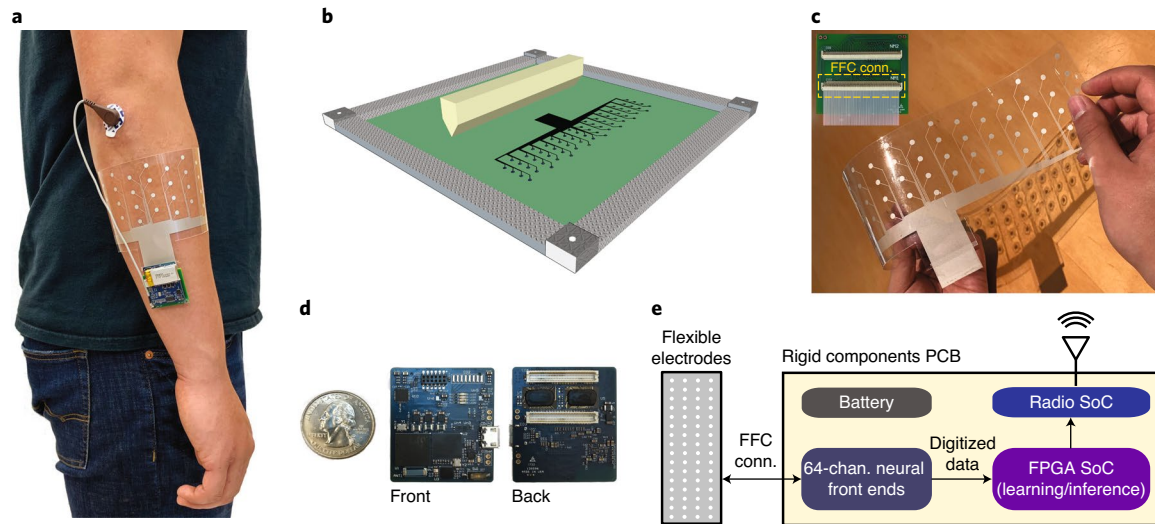 a
b
c
FFC conn.
d
Front
Back
e
Flexible
electrodes
Rigid components PCB
Battery
Radio SoC
FFC
conn.
Digitized
data
64-chan. neural
front ends
FPGA SoC
(learning/inference)